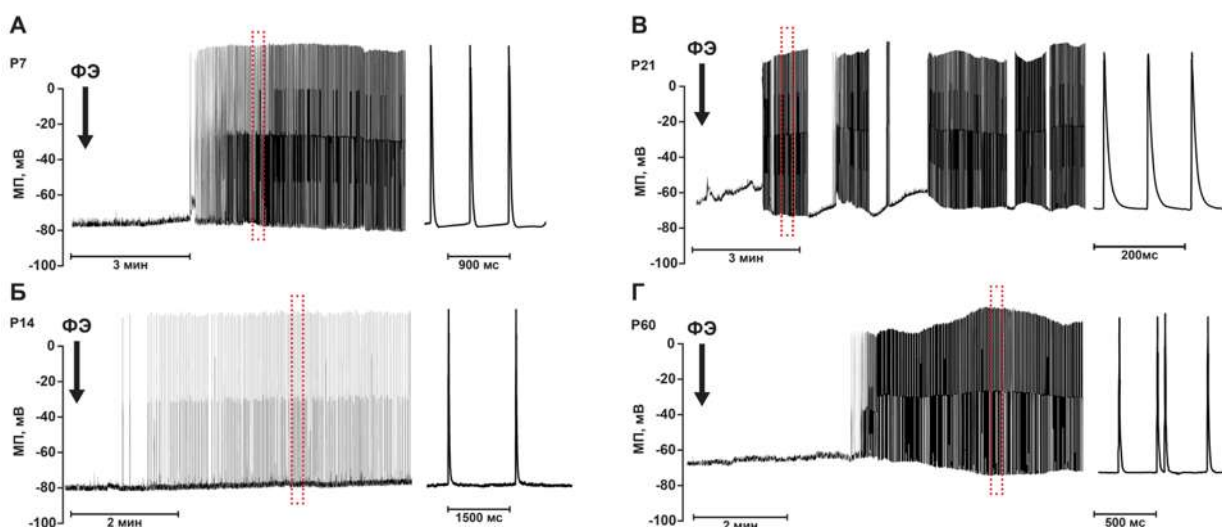 А
P7
ФЭ
МП, мВ
0
-20
-40
-60
-80
-100
3 мин
900 мс
В
P21
ФЭ
МП, мВ
0
-20
-40
-60
-80
-100
3 мин
200мс
Б
P14
ФЭ
МП, мВ
0
-20
-40
-60
-80
-100
2 мин
1500 мс
Г
P60
ФЭ
МП, мВ
0
-20
-40
-60
-80
-100
2 мин
500 мс